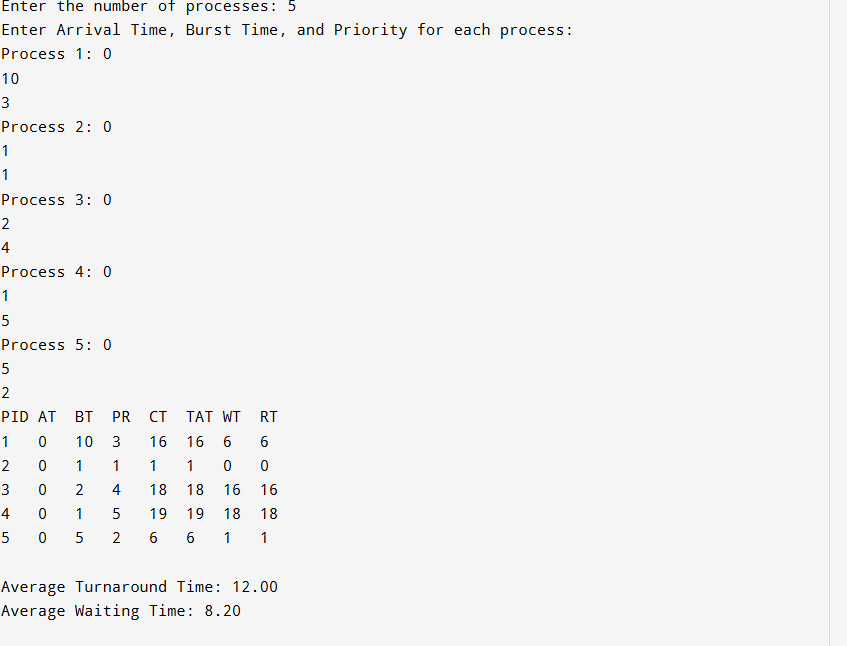 Enter the number of processes: 5
Enter Arrival Time, Burst Time, and Priority for each process:
Process 1: 0
10
3
Process 2: 0
1
1
Process 3: 0
2
4
Process 4: 0
1
5
Process 5: 0
5
2
PID AT  BT  PR  CT  TAT WT  RT
1   0   10  3   16  16  6   6
2   0   1   1   1   1   0   0
3   0   2   4   18  18  16  16
4   0   1   5   19  19  18  18
5   0   5   2   6   6   1   1
Average Turnaround Time: 12.00
Average Waiting Time: 8.20